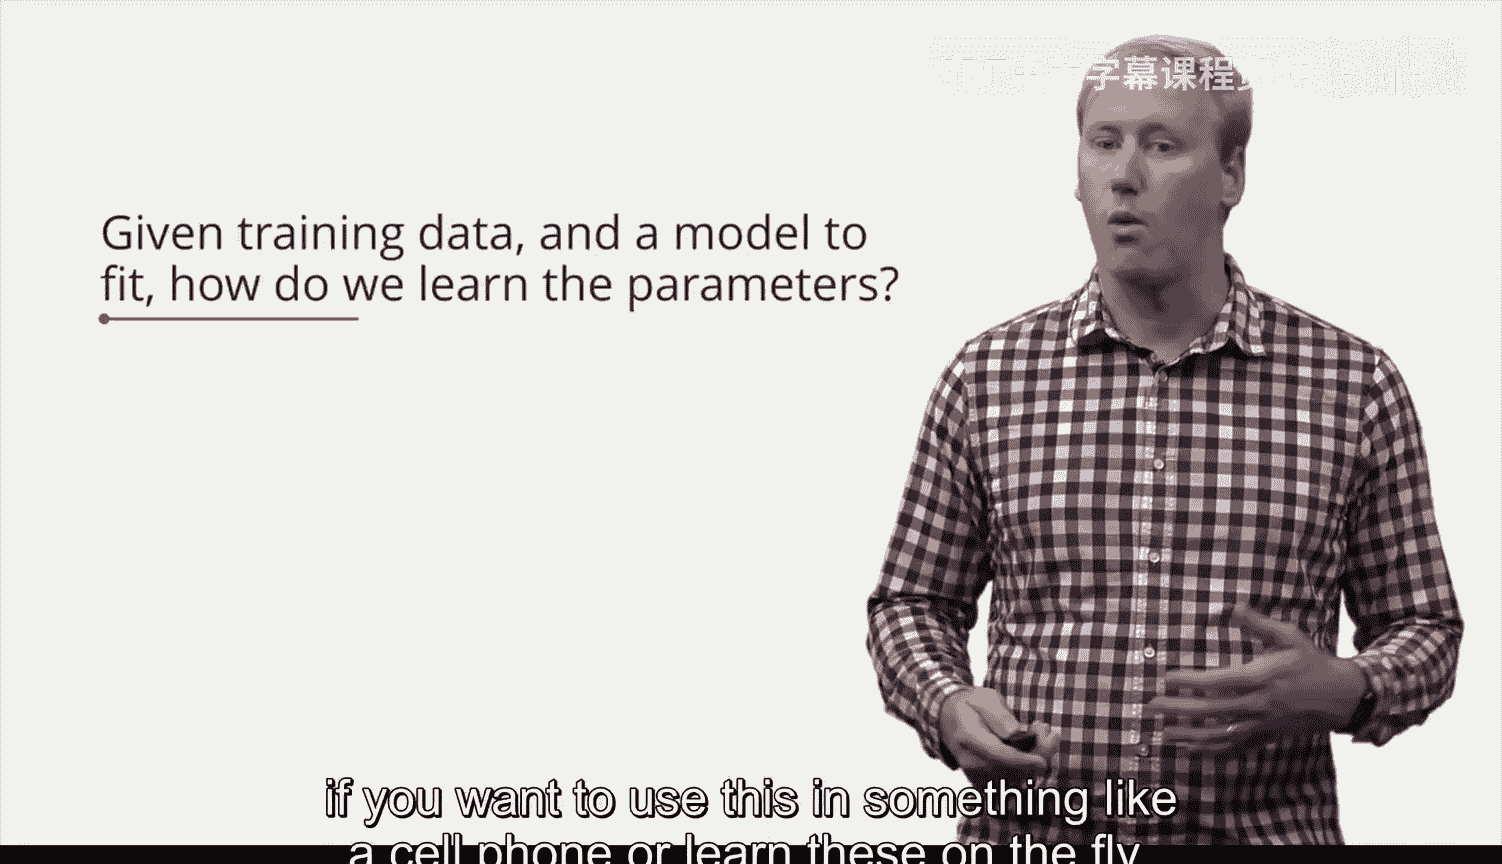 字幕课程
Given training data, and a model to
fit, how do we learn the parameters?
if you want to use this in something like
a cell phone or learn these on the fly